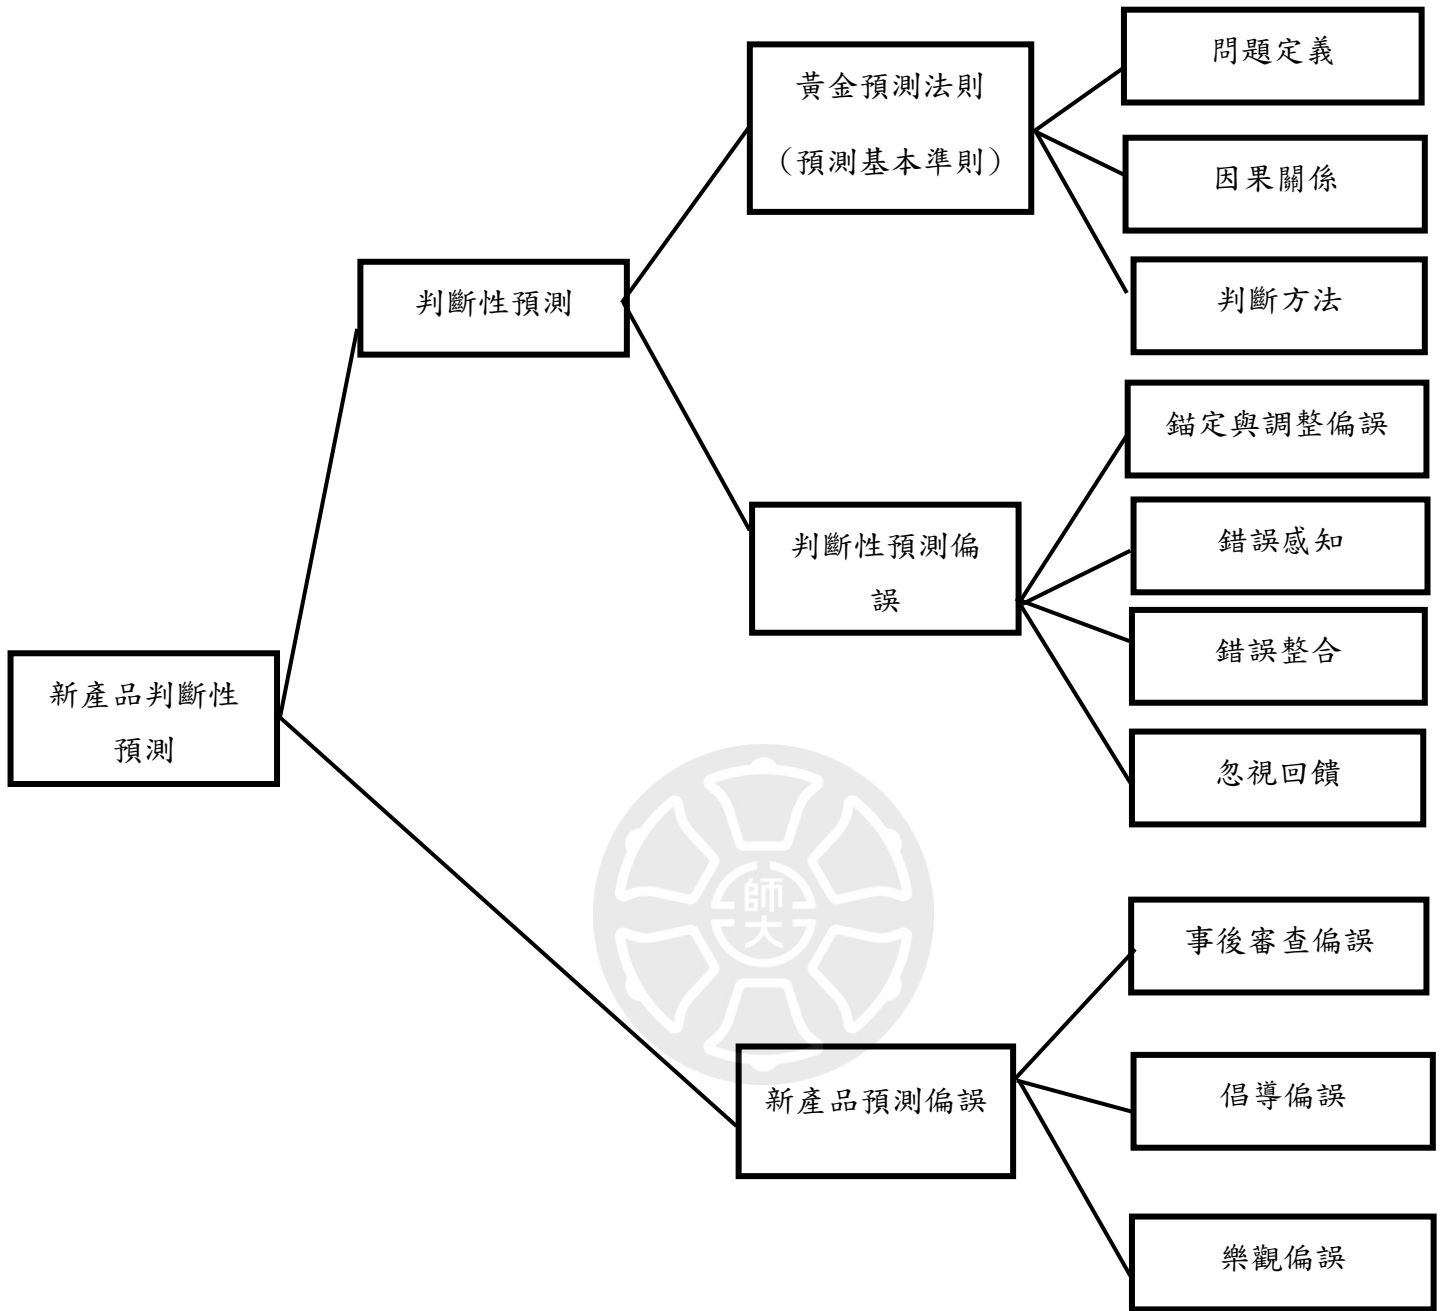 問題定義
黃金預測法則
（預測基本準則）
因果關係
判斷性預測
判斷方法
錨定與調整偏誤
判斷性預測偏
誤
錯誤感知
錯誤整合
新產品判斷性
預測
忽視回饋
師
大
事後審查偏誤
新產品預測偏誤
倡導偏誤
樂觀偏誤